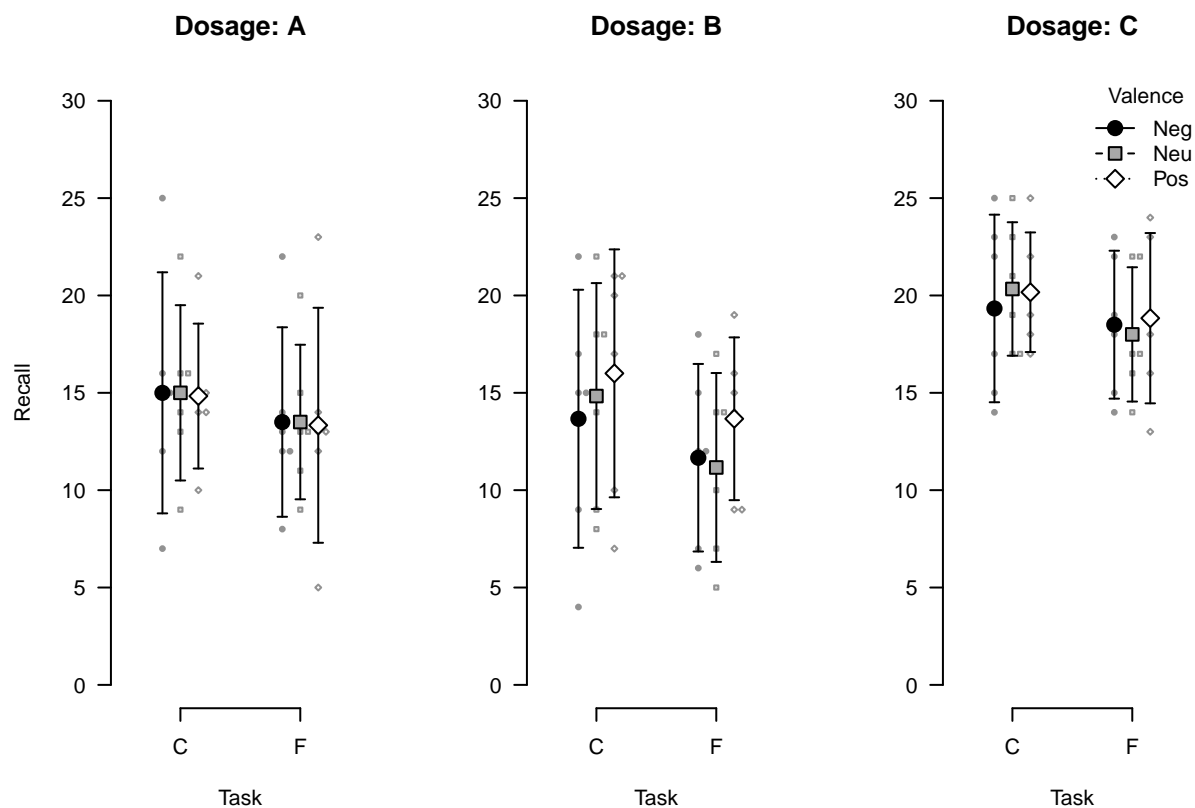 Dosage: A
Dosage: B
Dosage: C
Recall
30
25
20
15
10
5
0
C
F
Task
30
25
20
15
10
5
0
C
F
Task
30
25
20
15
10
5
0
C
F
Task
Valence
Neg
Neu
Pos